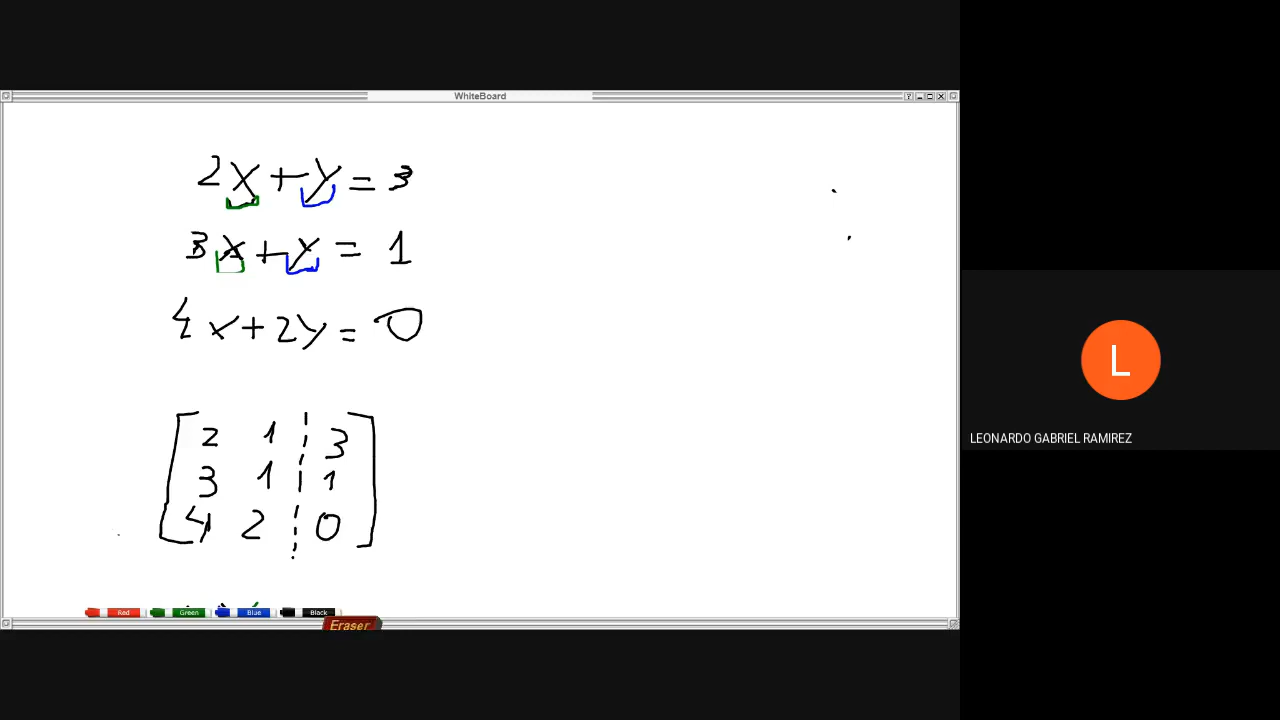 WhiteBoard
2x+y=3
3x+y=1
4x+2y=0
2 1 3
3 1 1
4 2 0
Red Green Blue Black
Eraser
L
LEONARDO GABRIEL RAMIREZ